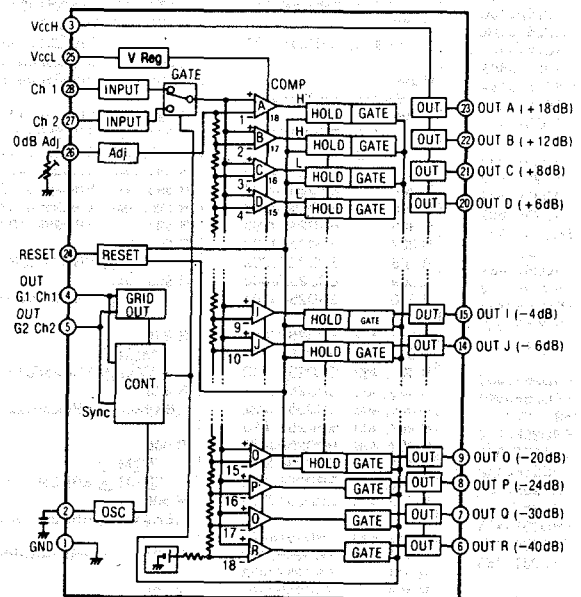 VccH 3
VccL 25 V Reg
GATE
Ch 1 28 INPUT COMP
Ch 2 27 INPUT
0dB Adj 26 Adj
+ A 18 H HOLD GATE OUT 23 OUT A (+18dB)
1 −
+ B 17 H HOLD GATE OUT 22 OUT B (+12dB)
2 −
+ C 16 L HOLD GATE OUT 21 OUT C (+8dB)
3 −
+ D 15 L HOLD GATE OUT 20 OUT D (+6dB)
4 −
RESET 24 RESET
OUT
G1 Ch1 4 GRID OUT
OUT
G2 Ch2 5
+ I HOLD GATE OUT 15 OUT I (−4dB)
9 −
+ J HOLD GATE OUT 14 OUT J (−6dB)
10 −
CONT.
Sync
+ O HOLD GATE OUT 9 OUT O (−20dB)
15 −
+ P GATE OUT 8 OUT P (−24dB)
16 −
2 OSC
+ Q GATE OUT 7 OUT Q (−30dB)
17 −
GND 1
+ R GATE OUT 6 OUT R (−40dB)
18 −